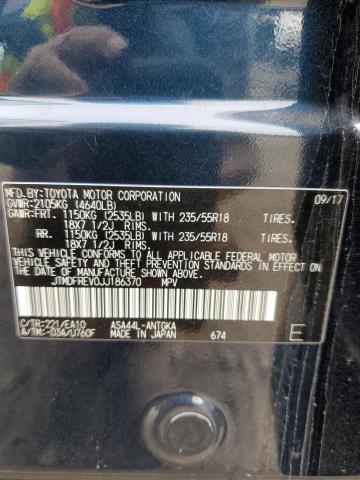 MFD.BY:TOYOTA MOTOR CORPORATION 09/17
GVWR:2105KG (4640LB)
GAWR:FRT. 1150KG (2535LB) WITH 235/55R18
18X7 1/2J RIMS.
RR. 1150KG (2535LB) WITH 235/55R18
18X7 1/2J RIMS.
THIS VEHICLE CONFORMS TO ALL APPLICABLE FEDERAL MOTOR
VEHICLE SAFETY AND THEFT PREVENTION STANDARDS IN
EFFECT ON THE DATE OF MANUFACTURE SHOWN ABOVE.
JTMDFREV0JJ186370 MPV
C/TR:221/EA10 ASA44L-ANTGKA
A/TM:-03A/U760F MADE IN JAPAN 674 E